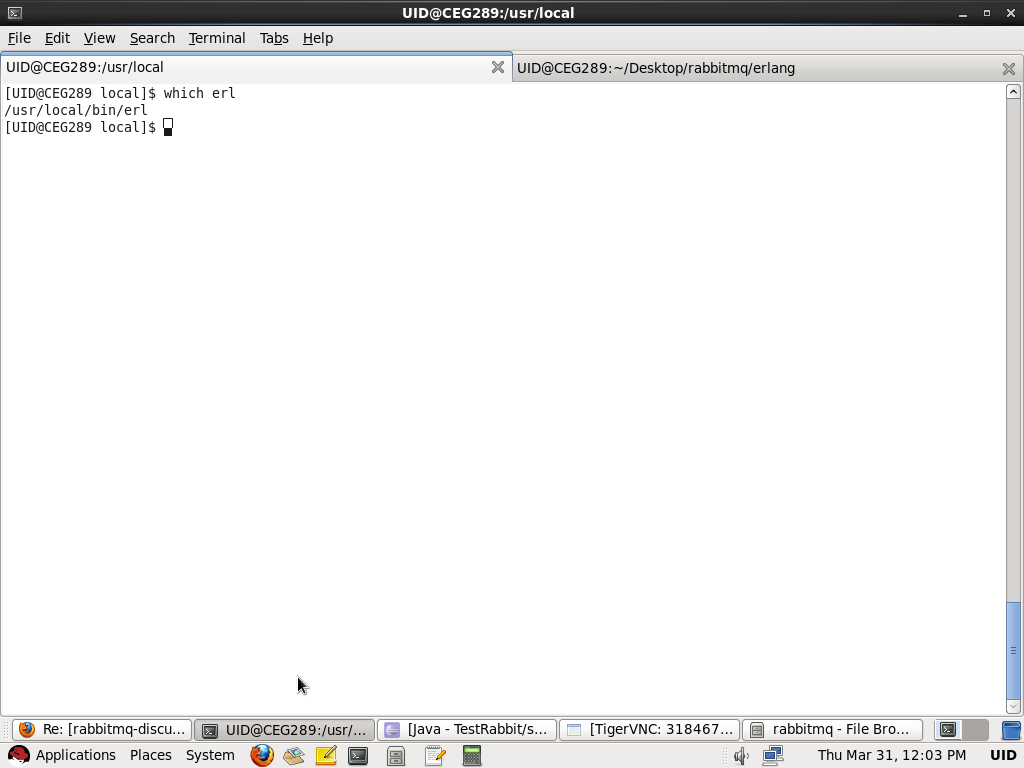 UID@CEG289:/usr/local
File Edit View Search Terminal Tabs Help
UID@CEG289:/usr/local UID@CEG289:~/Desktop/rabbitmq/erlang
[UID@CEG289 local]$ which erl
/usr/local/bin/erl
[UID@CEG289 local]$
Re: [rabbitmq-discu... UID@CEG289:/usr/... [Java - TestRabbit/s... [TigerVNC: 318467... rabbitmq - File Bro...
Applications Places System Thu Mar 31, 12:03 PM UID